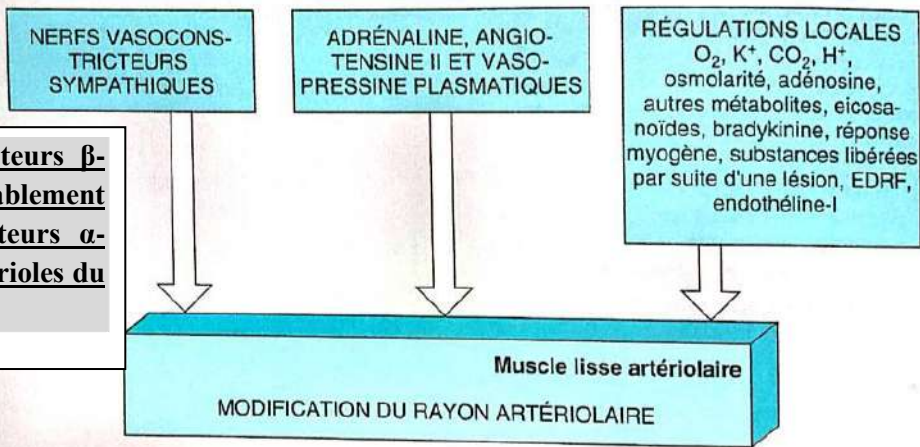 NERFS VASOCONS-
TRICTEURS
SYMPATHIQUES
ADRÉNALINE, ANGIO-
TENSINE II ET VASO-
PRESSINE PLASMATIQUES
RÉGULATIONS LOCALES
O₂, K⁺, CO₂, H⁺,
osmolarité, adénosine,
autres métabolites, eicosa-
noïdes, bradykinine, réponse
myogène, substances libérées
par suite d'une lésion, EDRF,
endothéline-I
cteurs β-
ablement
teurs α-
rioles du
Muscle lisse artériolaire
MODIFICATION DU RAYON ARTÉRIOLAIRE